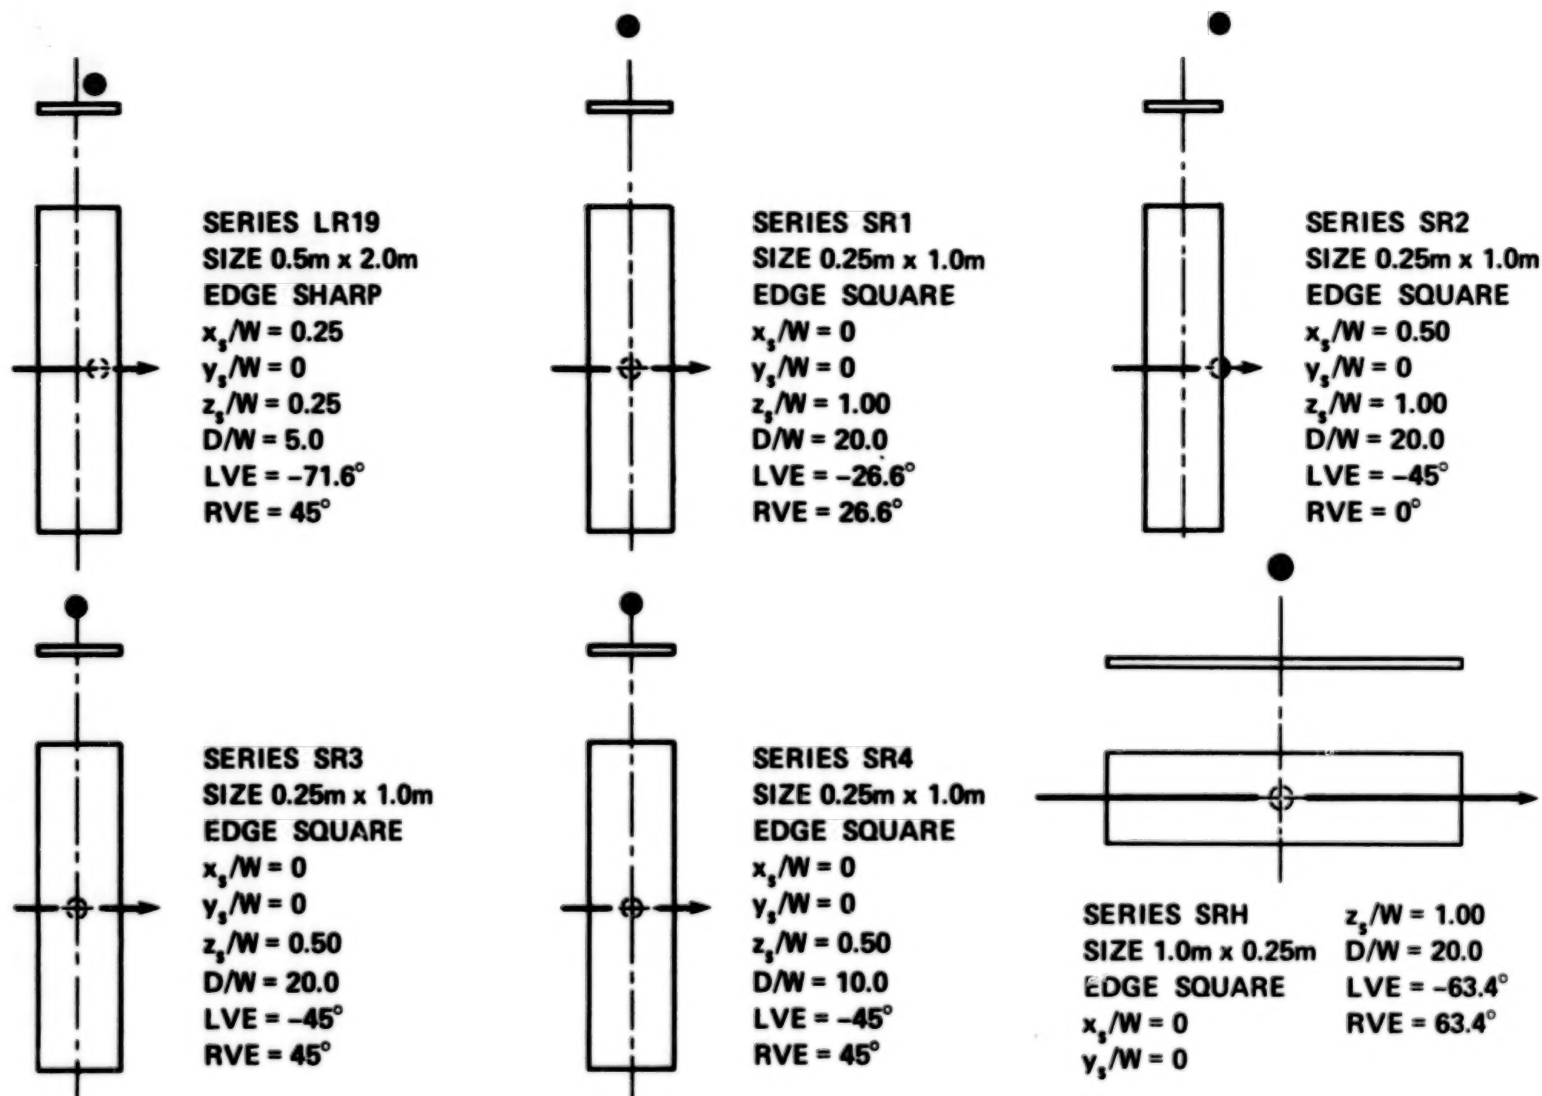 SERIES LR19
SIZE 0.5m x 2.0m
EDGE SHARP
xₛ/W = 0.25
yₛ/W = 0
zₛ/W = 0.25
D/W = 5.0
LVE = -71.6°
RVE = 45°
SERIES SR1
SIZE 0.25m x 1.0m
EDGE SQUARE
xₛ/W = 0
yₛ/W = 0
zₛ/W = 1.00
D/W = 20.0
LVE = -26.6°
RVE = 26.6°
SERIES SR2
SIZE 0.25m x 1.0m
EDGE SQUARE
xₛ/W = 0.50
yₛ/W = 0
zₛ/W = 1.00
D/W = 20.0
LVE = -45°
RVE = 0°
SERIES SR3
SIZE 0.25m x 1.0m
EDGE SQUARE
xₛ/W = 0
yₛ/W = 0
zₛ/W = 0.50
D/W = 20.0
LVE = -45°
RVE = 45°
SERIES SR4
SIZE 0.25m x 1.0m
EDGE SQUARE
xₛ/W = 0
yₛ/W = 0
zₛ/W = 0.50
D/W = 10.0
LVE = -45°
RVE = 45°
SERIES SRH
SIZE 1.0m x 0.25m
EDGE SQUARE
xₛ/W = 0
yₛ/W = 0
zₛ/W = 1.00
D/W = 20.0
LVE = -63.4°
RVE = 63.4°